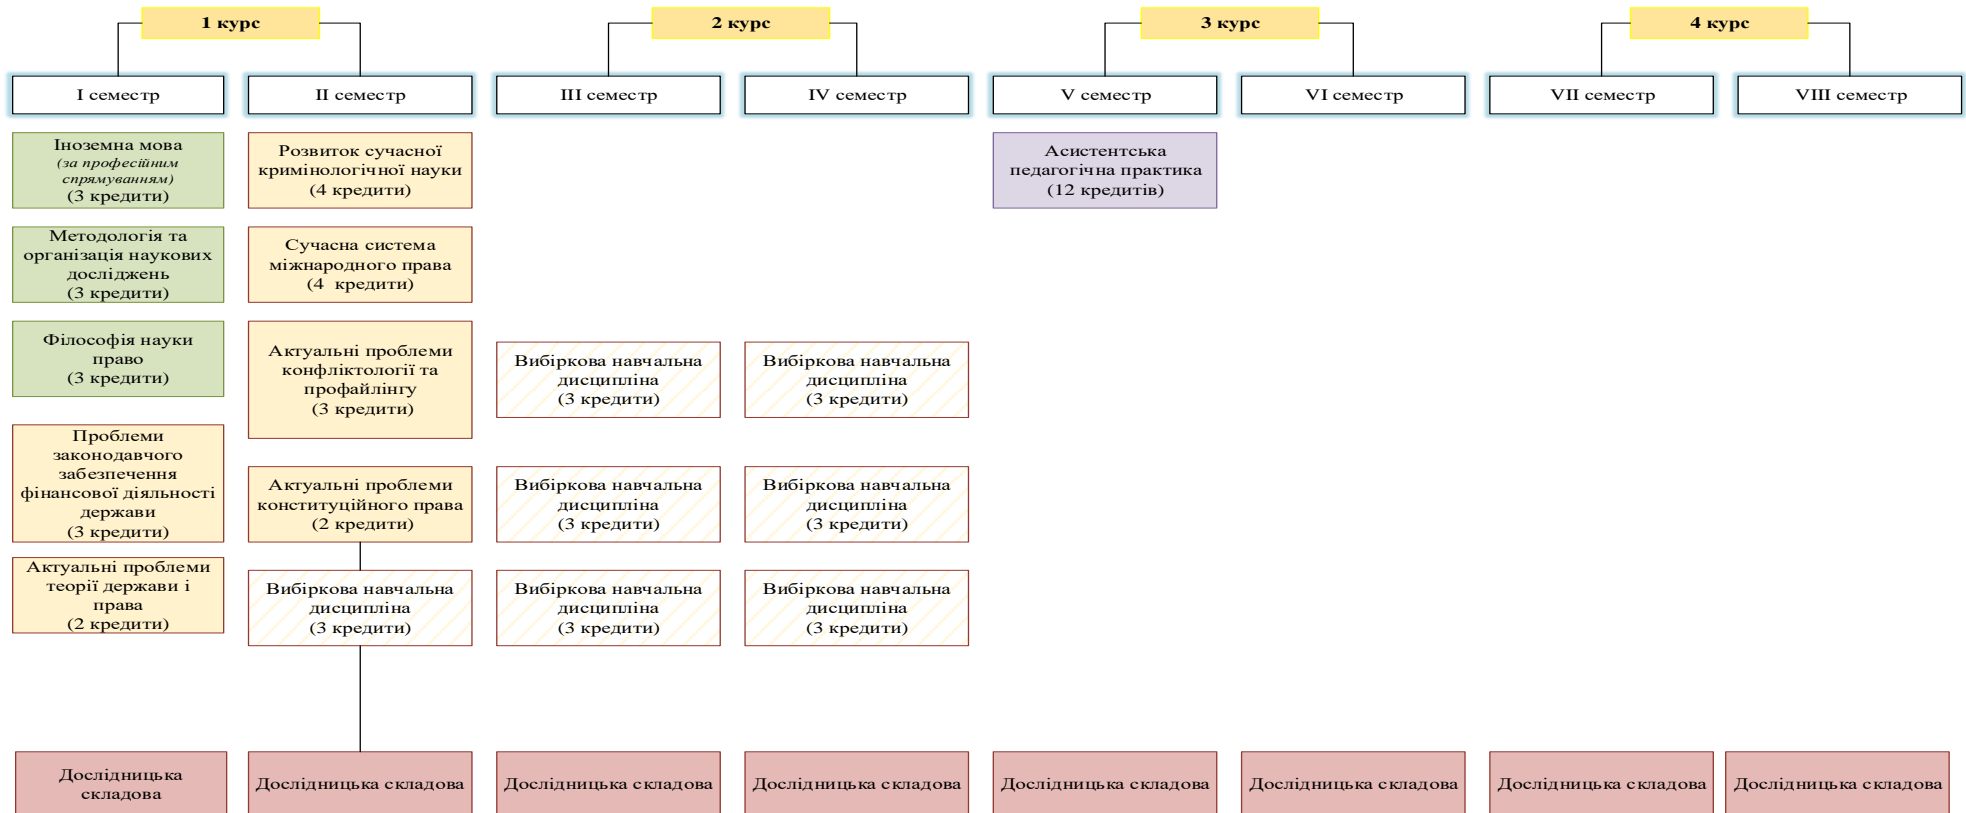 1 курс
2 курс
3 курс
4 курс
I семестр
II семестр
III семестр
IV семестр
V семестр
VI семестр
VII семестр
VIII семестр
Іноземна мова
(за професійним
спрямуванням)
(3 кредити)
Розвиток сучасної
кримінологічної науки
(4 кредити)
Асистентська
педагогічна практика
(12 кредитів)
Методологія та
організація наукових
досліджень
(3 кредити)
Сучасна система
міжнародного права
(4 кредити)
Філософія науки
право
(3 кредити)
Актуальні проблеми
конфліктології та
профайлінгу
(3 кредити)
Вибіркова навчальна
дисципліна
(3 кредити)
Вибіркова навчальна
дисципліна
(3 кредити)
Проблеми
законодавчого
забезпечення
фінансової діяльності
держави
(3 кредити)
Актуальні проблеми
конституційного права
(2 кредити)
Вибіркова навчальна
дисципліна
(3 кредити)
Вибіркова навчальна
дисципліна
(3 кредити)
Актуальні проблеми
теорії держави і
права
(2 кредити)
Вибіркова навчальна
дисципліна
(3 кредити)
Вибіркова навчальна
дисципліна
(3 кредити)
Вибіркова навчальна
дисципліна
(3 кредити)
Дослідницька
складова
Дослідницька складова
Дослідницька складова
Дослідницька складова
Дослідницька складова
Дослідницька складова
Дослідницька складова
Дослідницька складова